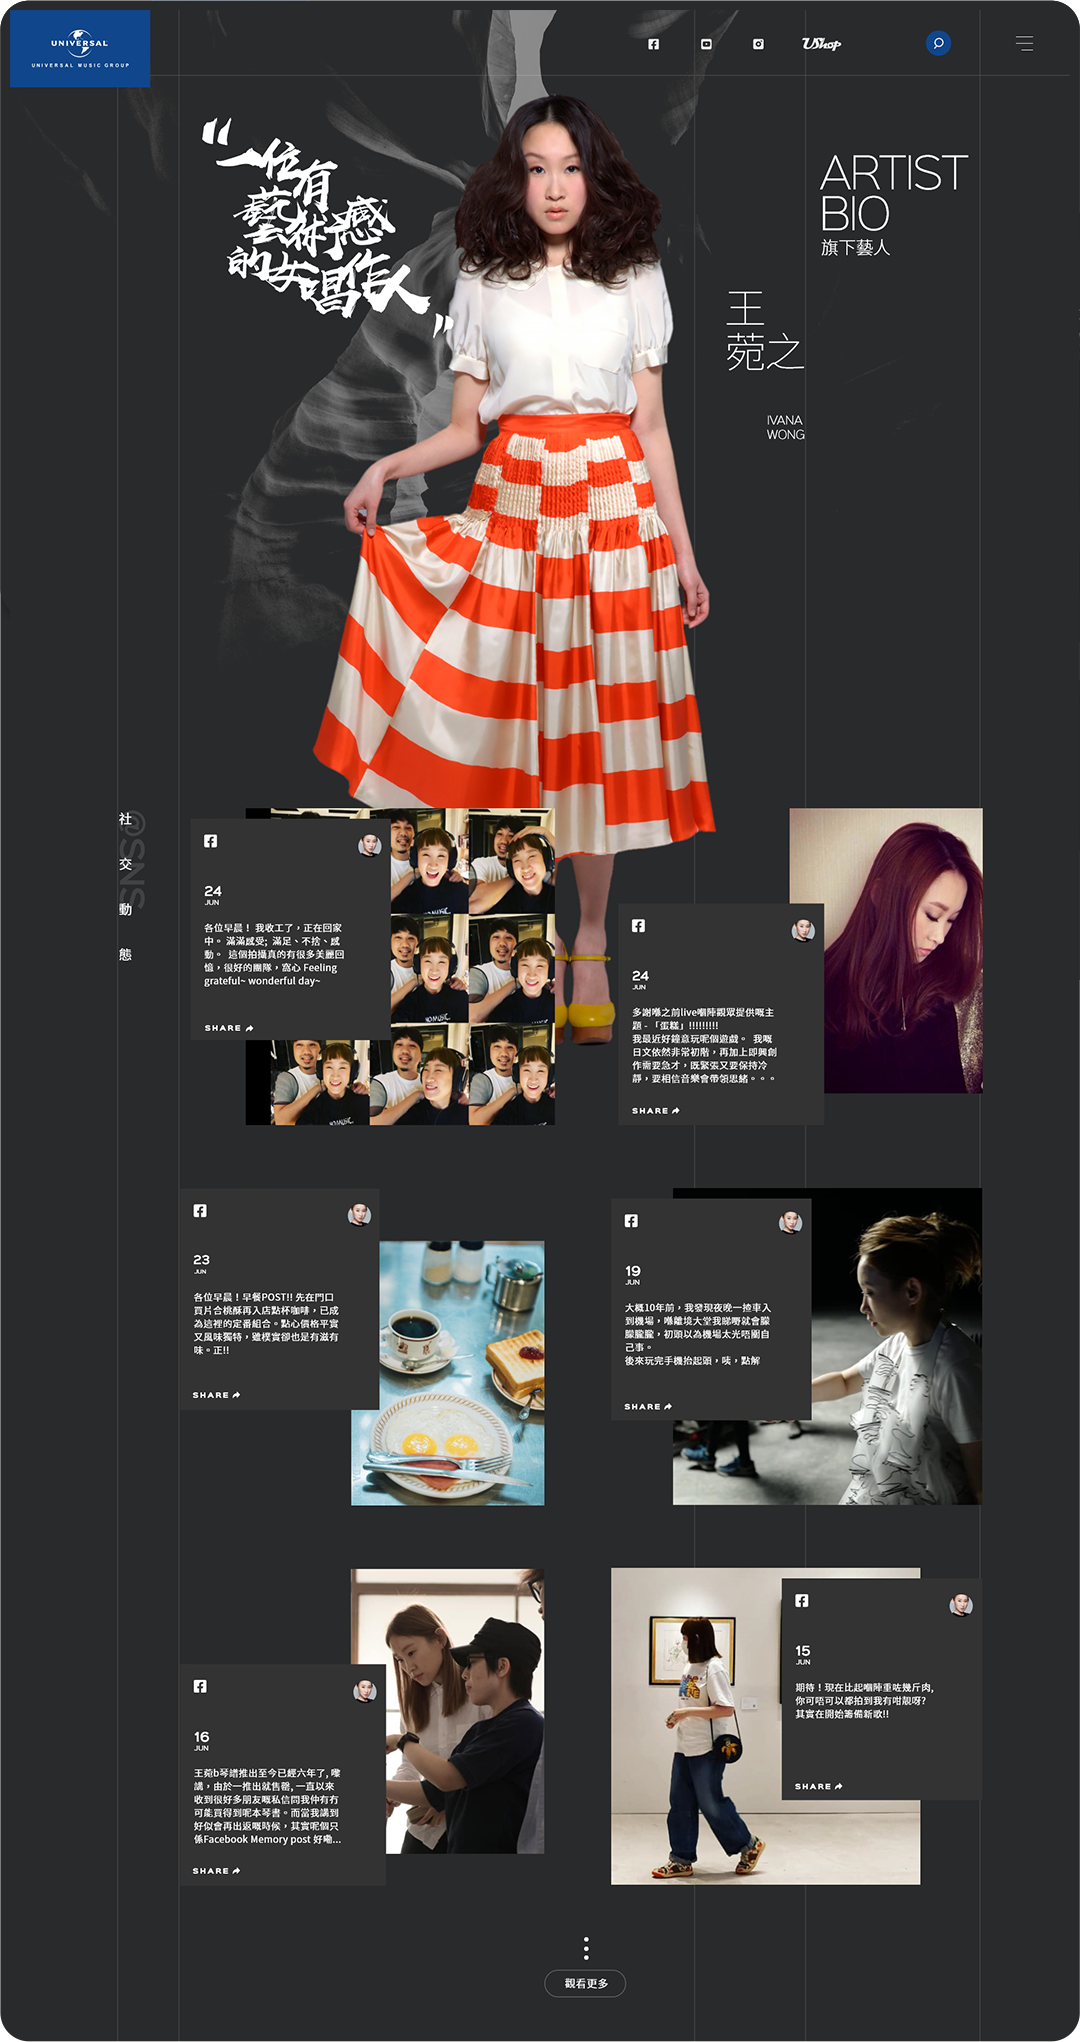 UNIVERSAL
UNIVERSAL MUSIC GROUP
UShop
“一位有
藝術感
的女唱作人”
ARTIST
BIO
旗下藝人
王
菀之
IVANA
WONG
社交動態
@SNS
24
JUN
各位早晨！ 我收工了，正在回家
中。 滿滿感受; 滿足、不捨、感
動。 這個拍攝真的有很多美麗回
憶，很好的團隊，窩心 Feeling
grateful~ wonderful day~
SHARE
24
JUN
多謝喺之前live嗰陣觀眾提供嘅主
題 - 「蛋糕」!!!!!!!!!
我最近好鐘意玩呢個遊戲。 我嘅
日文依然非常初階，再加上即興創
作需要急才，既緊張又要保持冷
靜，要相信音樂會帶領思緒。。。
SHARE
23
JUN
各位早晨！早餐POST!! 先在門口
買片合桃酥再入店點杯咖啡，已成
為這裡的定番組合。點心價格平實
又風味獨特，雖樸實卻也是有滋有
味。正!!
SHARE
19
JUN
大概10年前，我發現夜晚一揸車入
到機場，喺離境大堂我睇嘢就會朦
朦朧朧，初頭以為機場太光唔關自
己事。
後來玩完手機抬起頭，咦，點解
SHARE
16
JUN
王菀b琴譜推出至今已經六年了, 嚟
講，由於一推出就售罄, 一直以來
收到很好多朋友嘅私信問我仲有冇
可能買得到呢本琴書。而當我講到
好似會再出返嘅時候，其實呢個只
係Facebook Memory post 好嘞...
SHARE
15
JUN
期待！現在比起嗰陣重咗幾斤肉,
你可唔可以都拍到我有咁靚呀?
其實在開始籌備新歌!!
SHARE
觀看更多